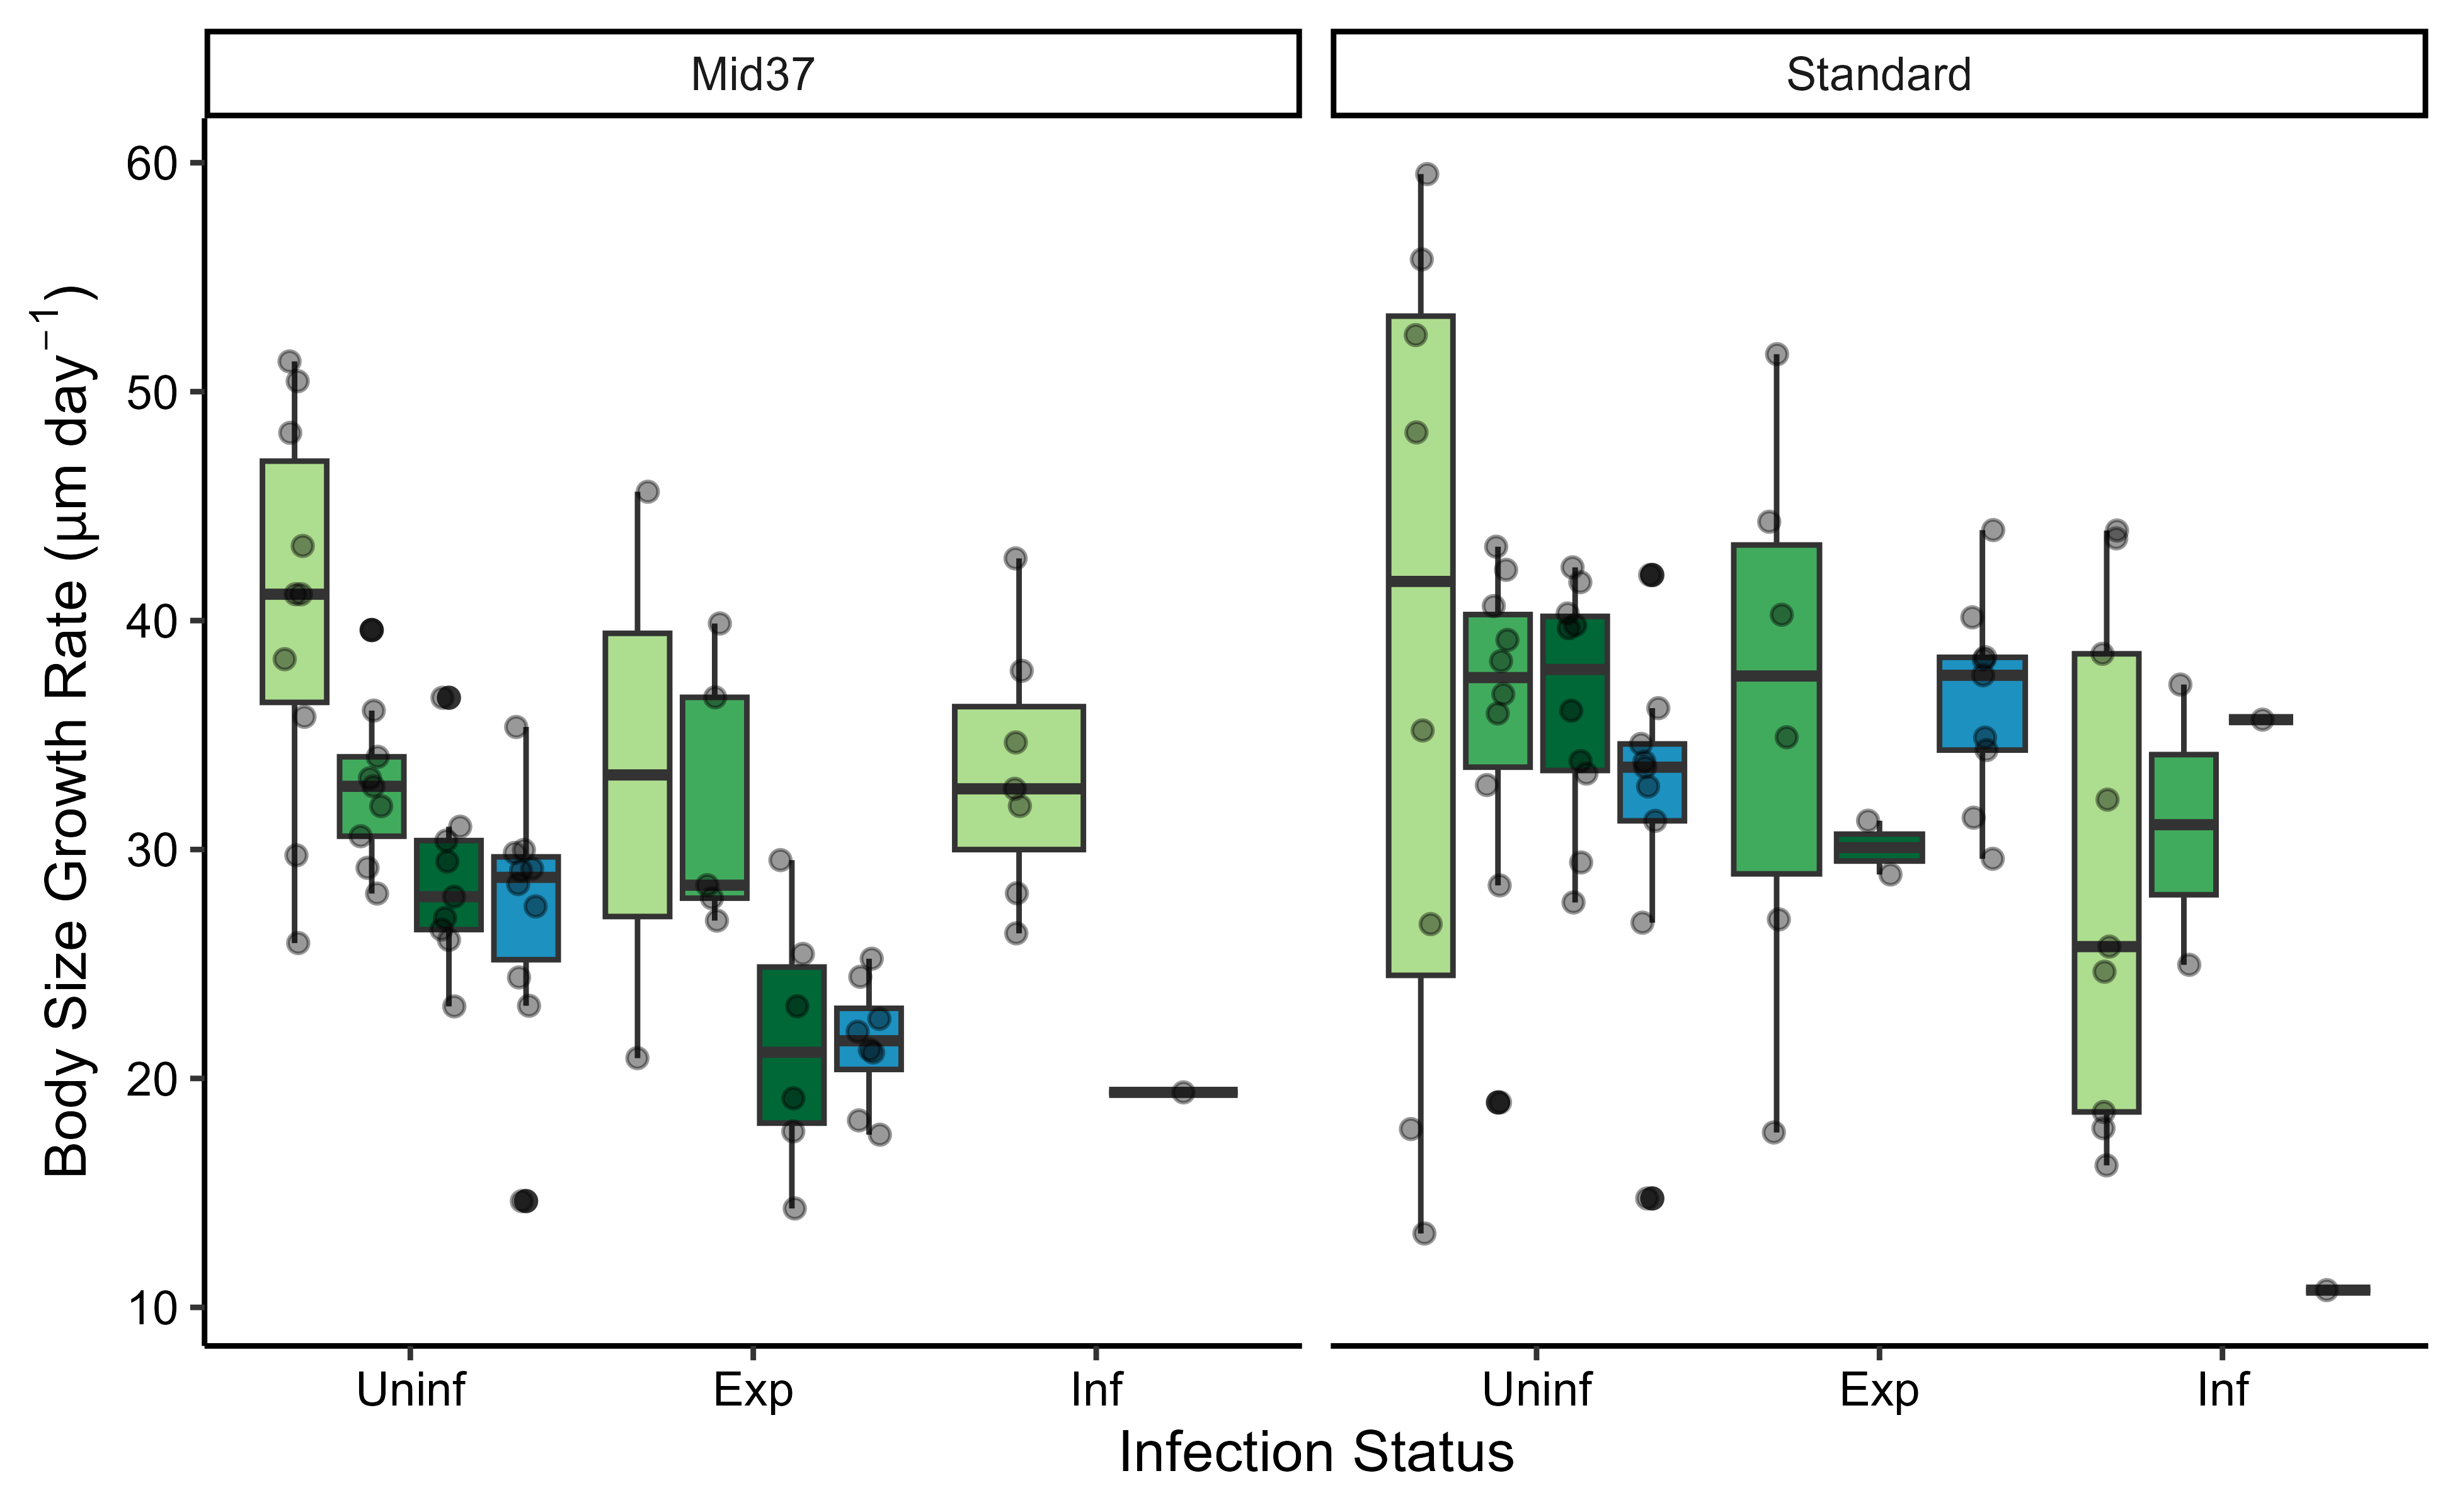 Mid37
Standard
Body Size Growth Rate (µm day⁻¹)
60
50
40
30
20
10
Uninf
Exp
Inf
Uninf
Exp
Inf
Infection Status